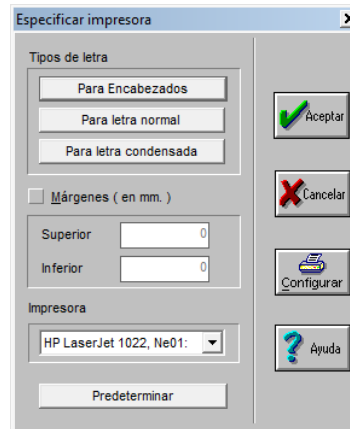 Especificar impresora
Tipos de letra
Para Encabezados
Para letra normal
Para letra condensada
Márgenes ( en mm. )
Superior 0
Inferior 0
Impresora
HP LaserJet 1022, Ne01:
Predeterminar
Aceptar
Cancelar
Configurar
Ayuda